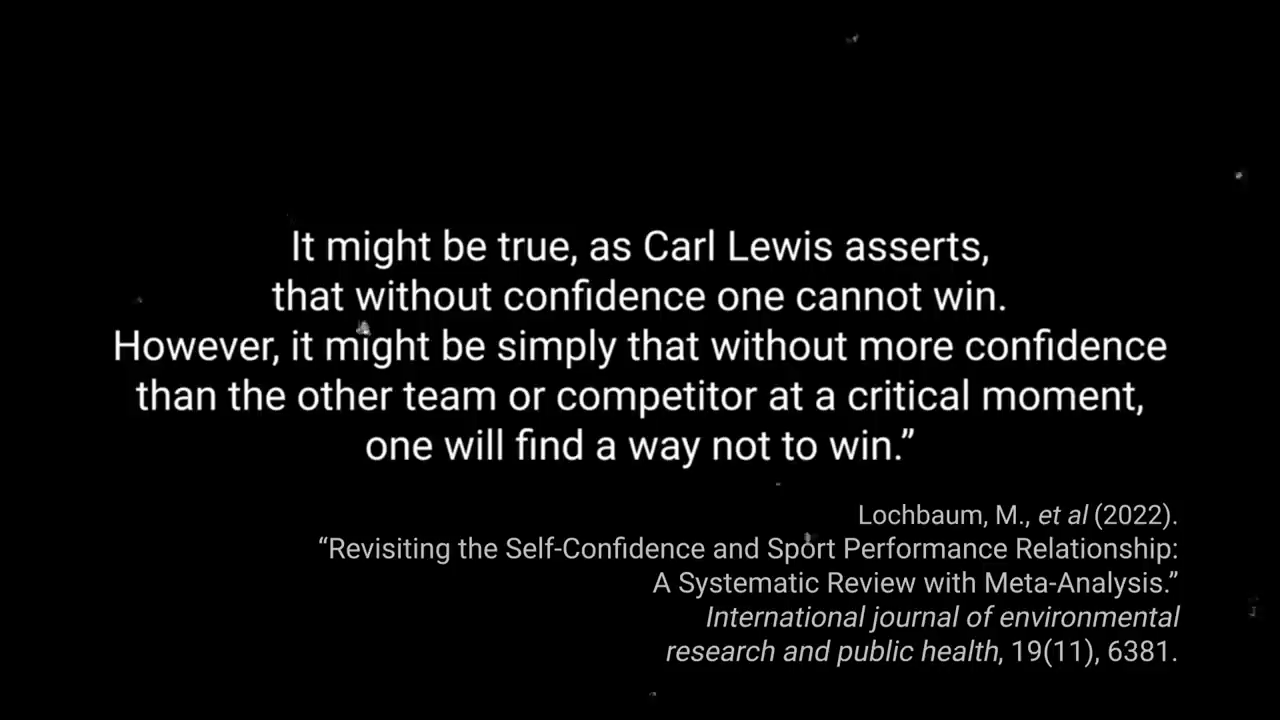 It might be true, as Carl Lewis asserts,
that without confidence one cannot win.
However, it might be simply that without more confidence
than the other team or competitor at a critical moment,
one will find a way not to win.”
Lochbaum, M., et al (2022).
“Revisiting the Self-Confidence and Sport Performance Relationship:
A Systematic Review with Meta-Analysis.”
International journal of environmental
research and public health, 19(11), 6381.